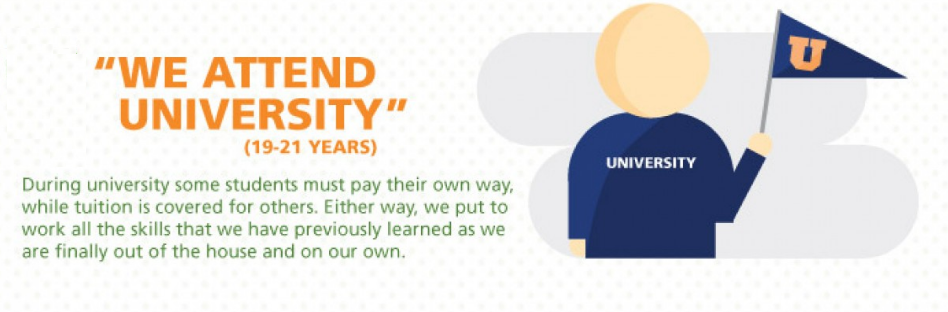 "WE ATTEND
UNIVERSITY"
(19-21 YEARS)
During university some students must pay their own way,
while tuition is covered for others. Either way, we put to
work all the skills that we have previously learned as we
are finally out of the house and on our own.
U
UNIVERSITY